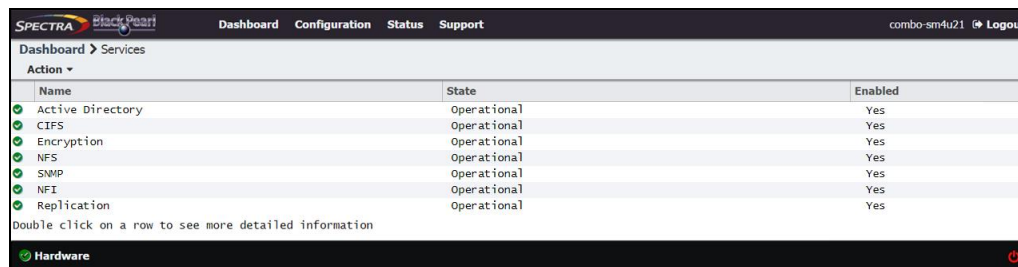 SPECTRA BlackPearl Dashboard Configuration Status Support combo-sm4u21 Logou
Dashboard > Services
Action
Name State Enabled
Active Directory Operational Yes
CIFS Operational Yes
Encryption Operational Yes
NFS Operational Yes
SNMP Operational Yes
NFI Operational Yes
Replication Operational Yes
Double click on a row to see more detailed information
Hardware